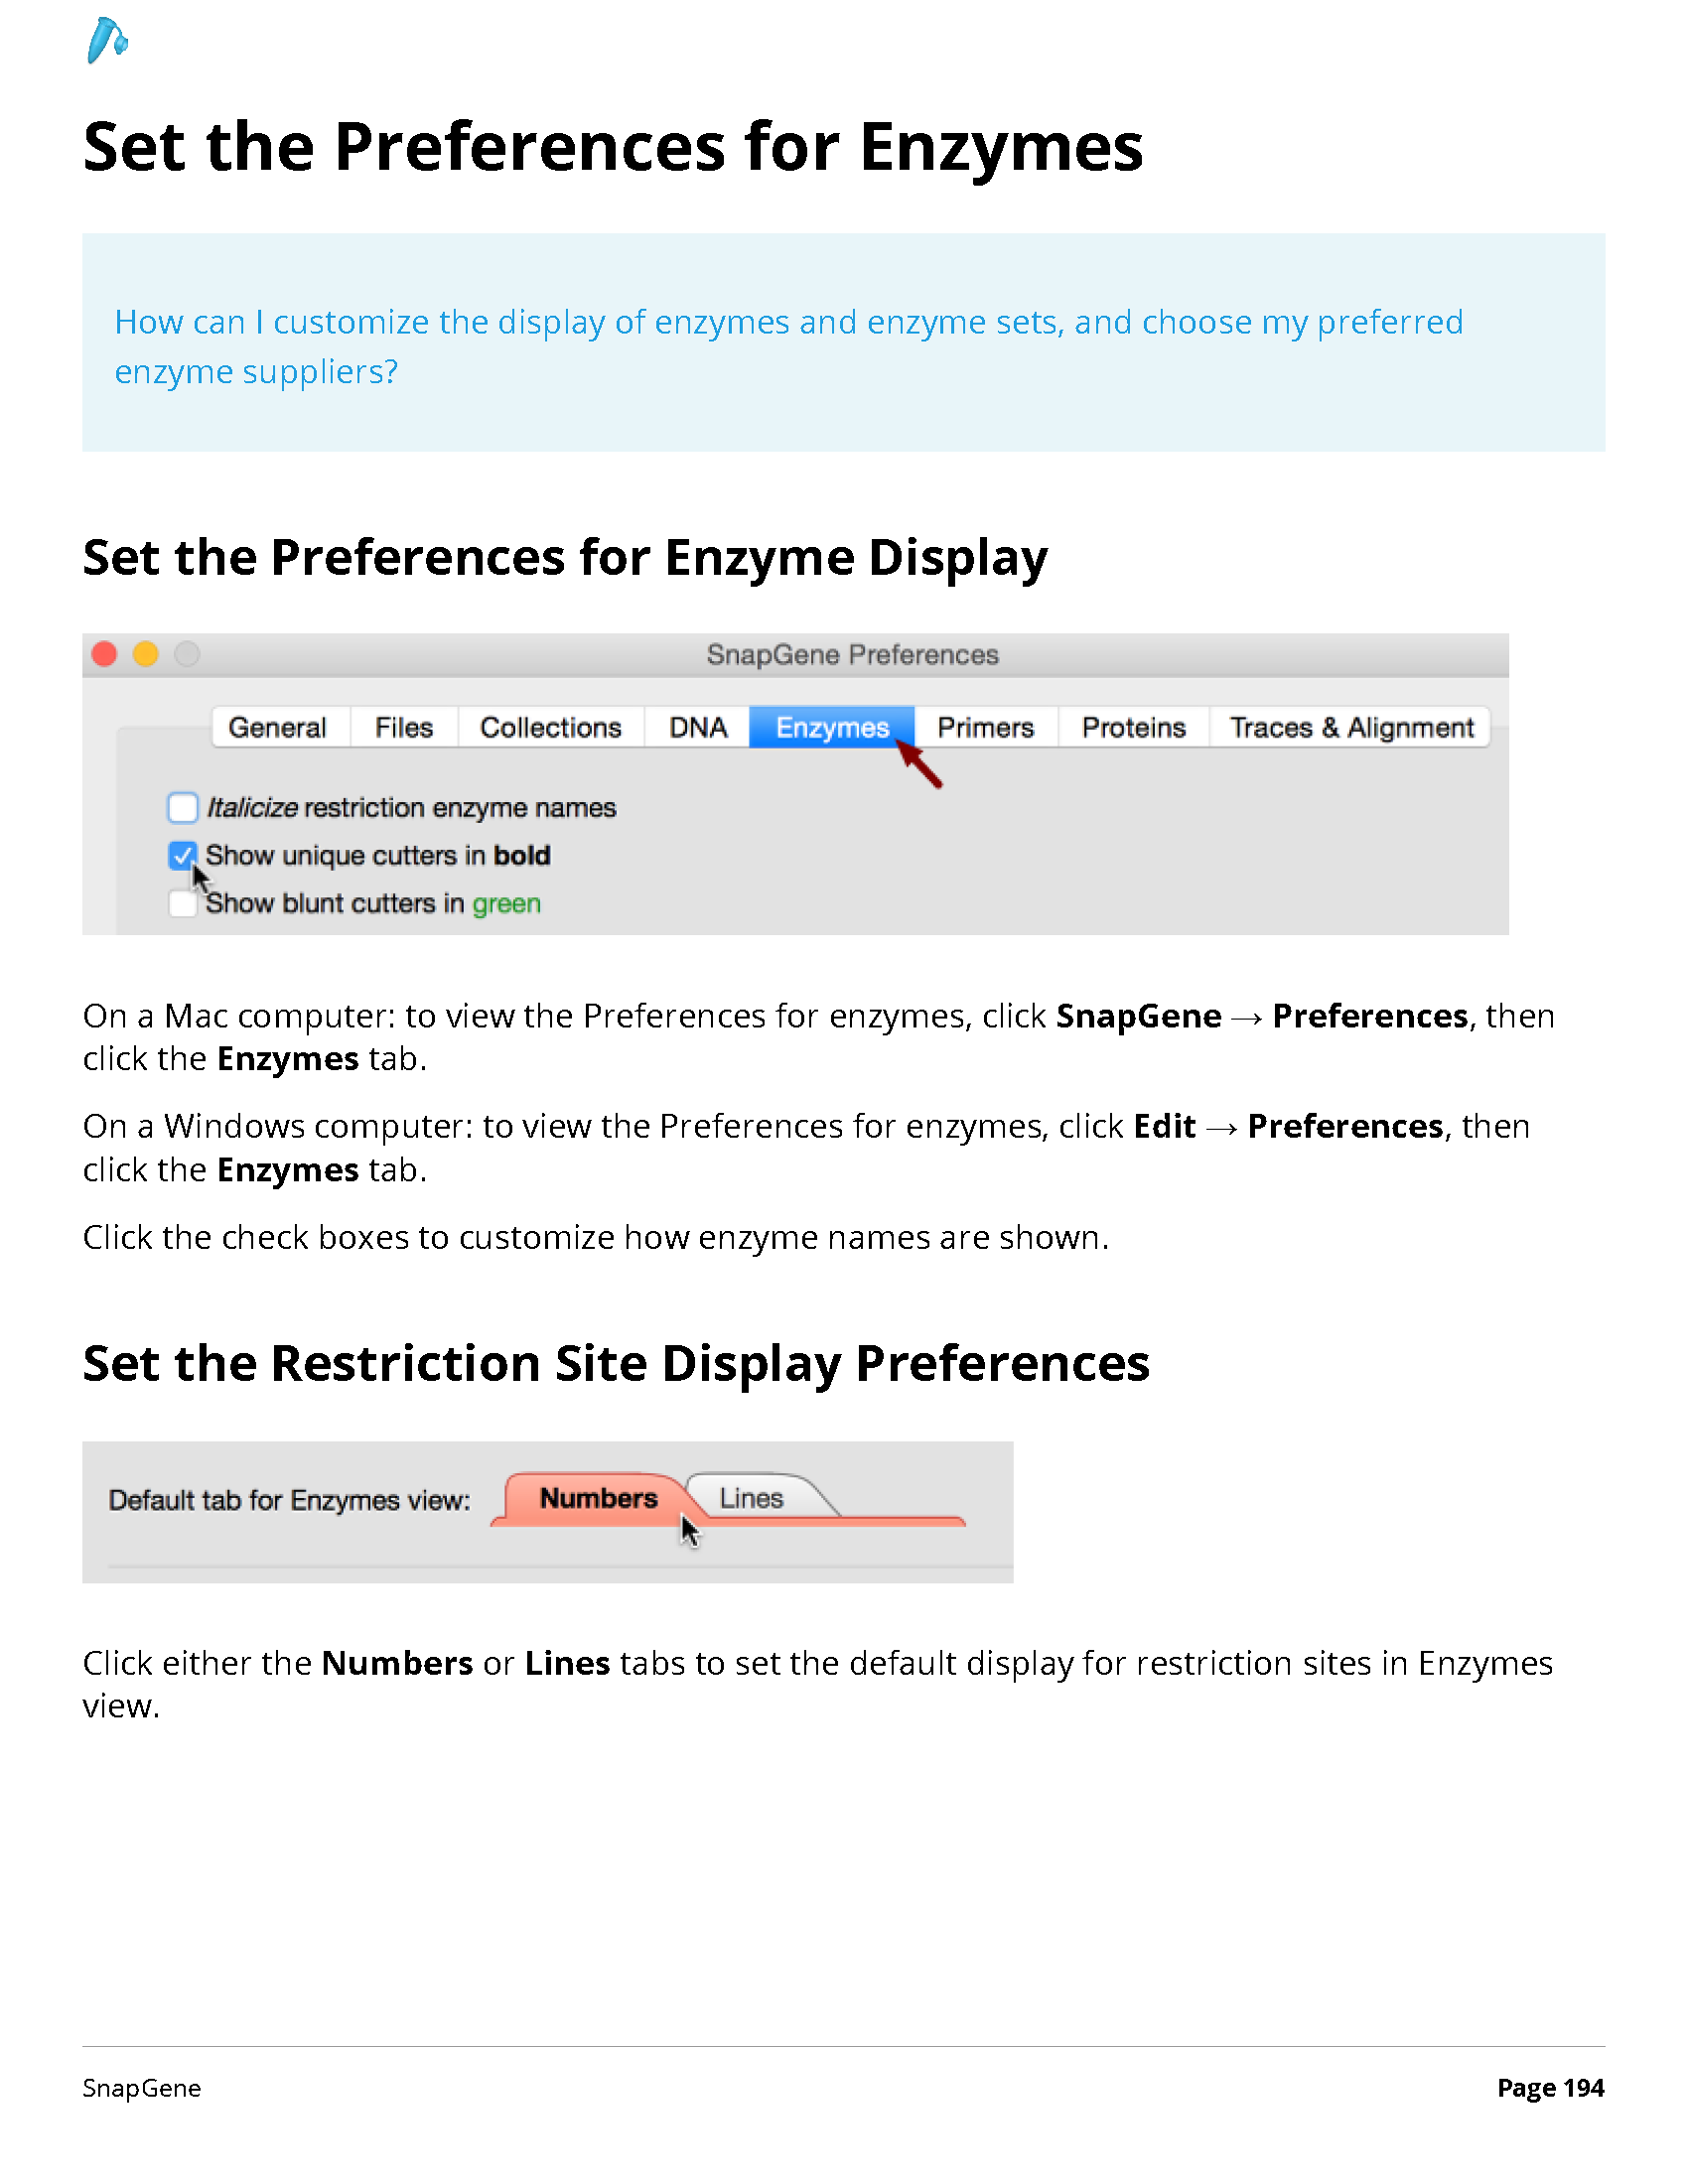 Set the Preferences for Enzymes
How can I customize the display of enzymes and enzyme sets, and choose my preferred
enzyme suppliers?
Set the Preferences for Enzyme Display
SnapGene Preferences
General Files Collections DNA Enzymes Primers Proteins Traces & Alignment
Italicize restriction enzyme names
Show unique cutters in bold
Show blunt cutters in green
On a Mac computer: to view the Preferences for enzymes, click SnapGene → Preferences, then
click the Enzymes tab.
On a Windows computer: to view the Preferences for enzymes, click Edit → Preferences, then
click the Enzymes tab.
Click the check boxes to customize how enzyme names are shown.
Set the Restriction Site Display Preferences
Default tab for Enzymes view: Numbers Lines
Click either the Numbers or Lines tabs to set the default display for restriction sites in Enzymes
view.
SnapGene Page 194